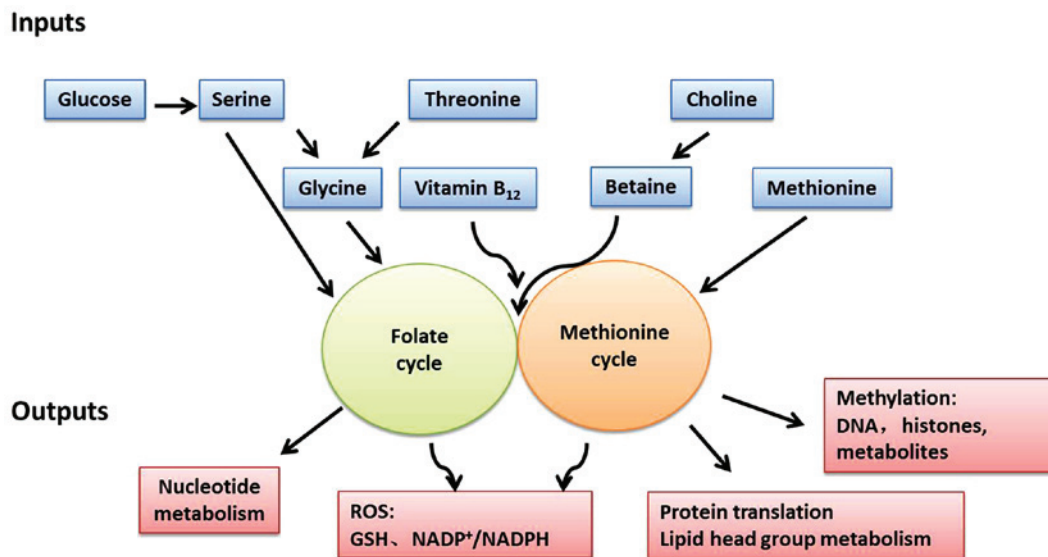 Inputs
Glucose
Serine
Threonine
Choline
Glycine
Vitamin B₁₂
Betaine
Methionine
Folate
cycle
Methionine
cycle
Outputs
Methylation:
DNA， histones,
metabolites
Nucleotide
metabolism
ROS:
GSH、NADP⁺/NADPH
Protein translation
Lipid head group metabolism